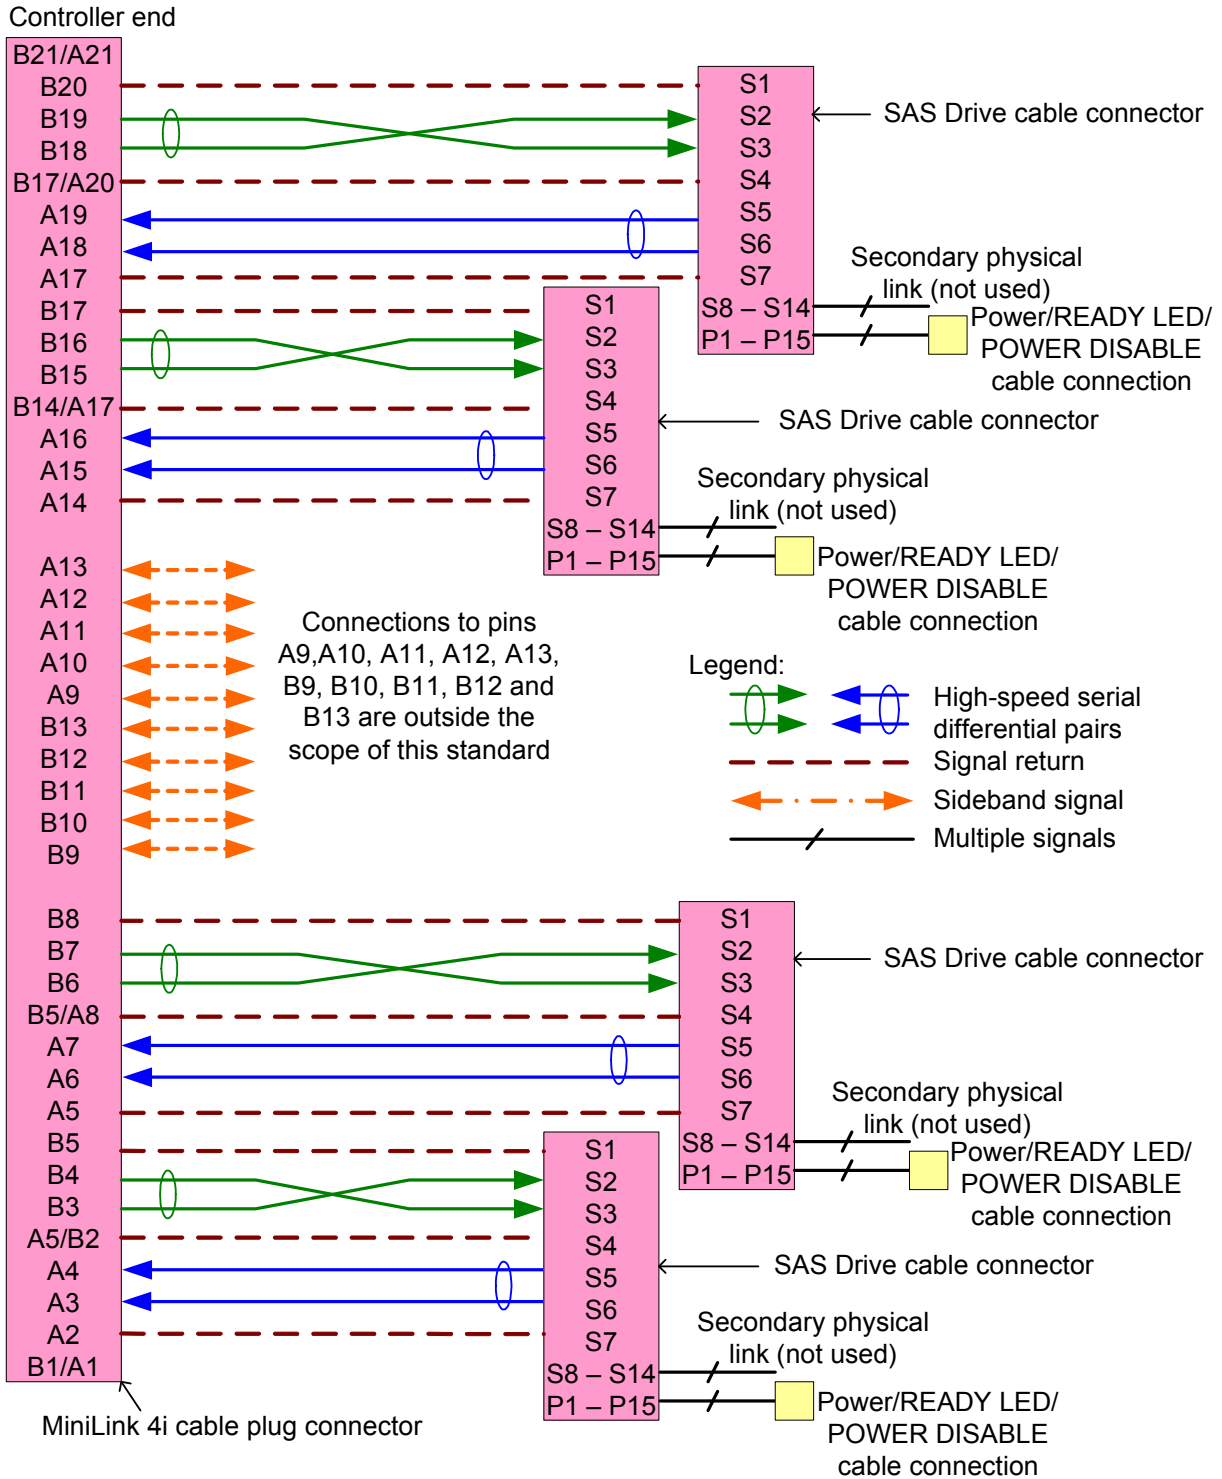 Controller end
B21/A21
B20
B19
B18
B17/A20
A19
A18
A17
B17
B16
B15
B14/A17
A16
A15
A14
A13
A12
A11
A10
A9
B13
B12
B11
B10
B9
B8
B7
B6
B5/A8
A7
A6
A5
B5
B4
B3
A5/B2
A4
A3
A2
B1/A1
MiniLink 4i cable plug connector
S1
S2
S3
S4
S5
S6
S7
S8 – S14
P1 – P15
SAS Drive cable connector
Secondary physical
link (not used)
Power/READY LED/
POWER DISABLE
cable connection
S1
S2
S3
S4
S5
S6
S7
S8 – S14
P1 – P15
SAS Drive cable connector
Secondary physical
link (not used)
Power/READY LED/
POWER DISABLE
cable connection
Connections to pins
A9,A10, A11, A12, A13,
B9, B10, B11, B12 and
B13 are outside the
scope of this standard
Legend:
High-speed serial
differential pairs
Signal return
Sideband signal
Multiple signals
S1
S2
S3
S4
S5
S6
S7
S8 – S14
P1 – P15
SAS Drive cable connector
Secondary physical
link (not used)
Power/READY LED/
POWER DISABLE
cable connection
S1
S2
S3
S4
S5
S6
S7
S8 – S14
P1 – P15
SAS Drive cable connector
Secondary physical
link (not used)
Power/READY LED/
POWER DISABLE
cable connection